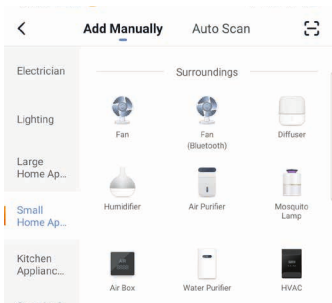 Add Manually
Auto Scan
Electrician
Lighting
Large
Home Ap...
Small
Home Ap...
Kitchen
Applianc...
Surroundings
Fan
Fan
(Bluetooth)
Diffuser
Humidifier
Air Purifier
Mosquito
Lamp
Air Box
Water Purifier
HVAC